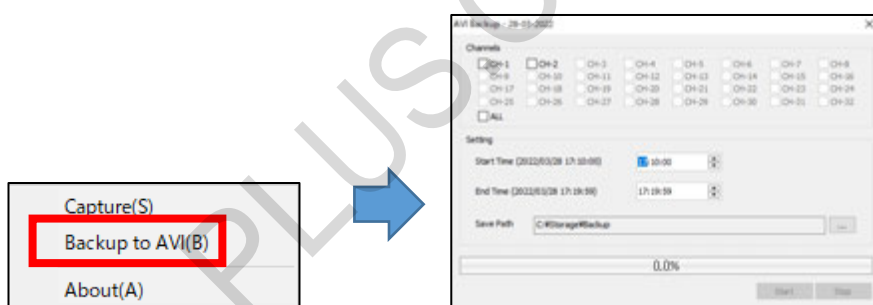 Capture(S)
Backup to AVI(B)
About(A)
AVI Backup - 28-03-2022
Channels
CH-1 CH-2 CH-3 CH-4 CH-5 CH-6 CH-7 CH-8
CH-9 CH-10 CH-11 CH-12 CH-13 CH-14 CH-15 CH-16
CH-17 CH-18 CH-19 CH-20 CH-21 CH-22 CH-23 CH-24
CH-25 CH-26 CH-27 CH-28 CH-29 CH-30 CH-31 CH-32
ALL
Setting
Start Time (2022/03/28 17:10:00) 17:10:00
End Time (2022/03/28 17:19:59) 17:19:59
Save Path C:₩Storage₩Backup ...
0.0%
Start Stop
PLUS